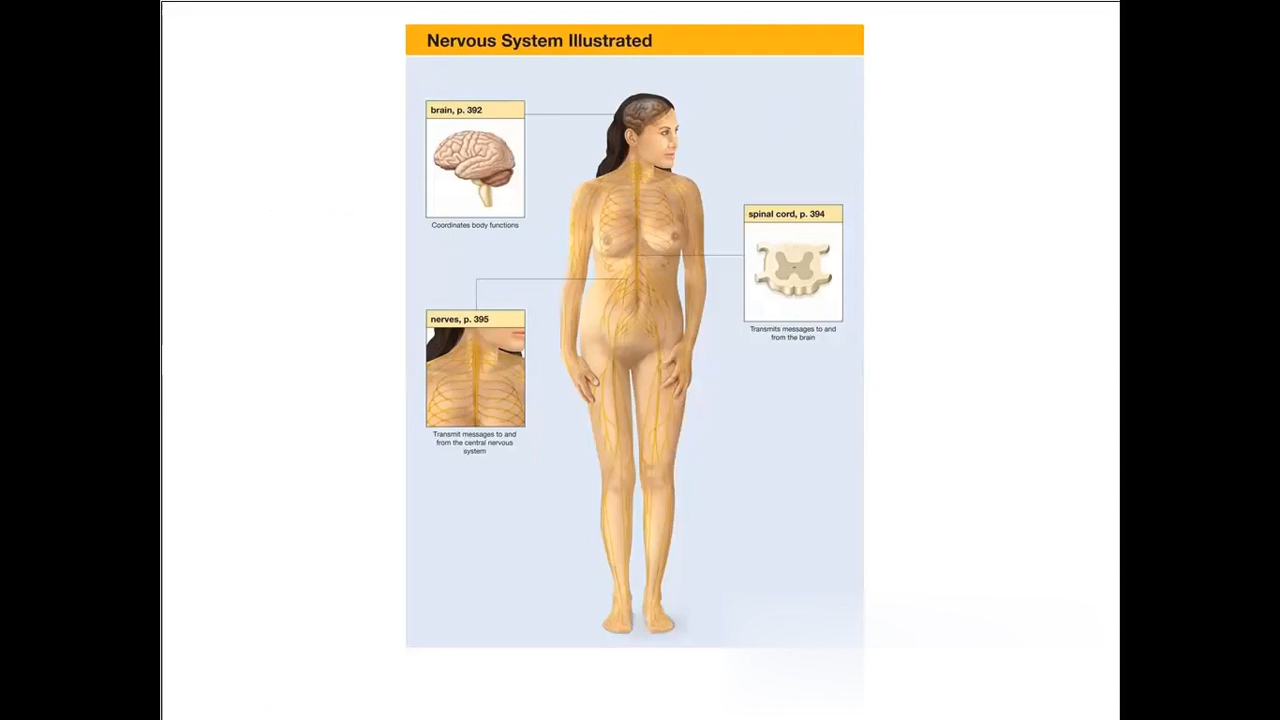 Nervous System Illustrated
brain, p. 392
Coordinates body functions
spinal cord, p. 394
Transmits messages to and
from the brain
nerves, p. 395
Transmit messages to and
from the central nervous
system